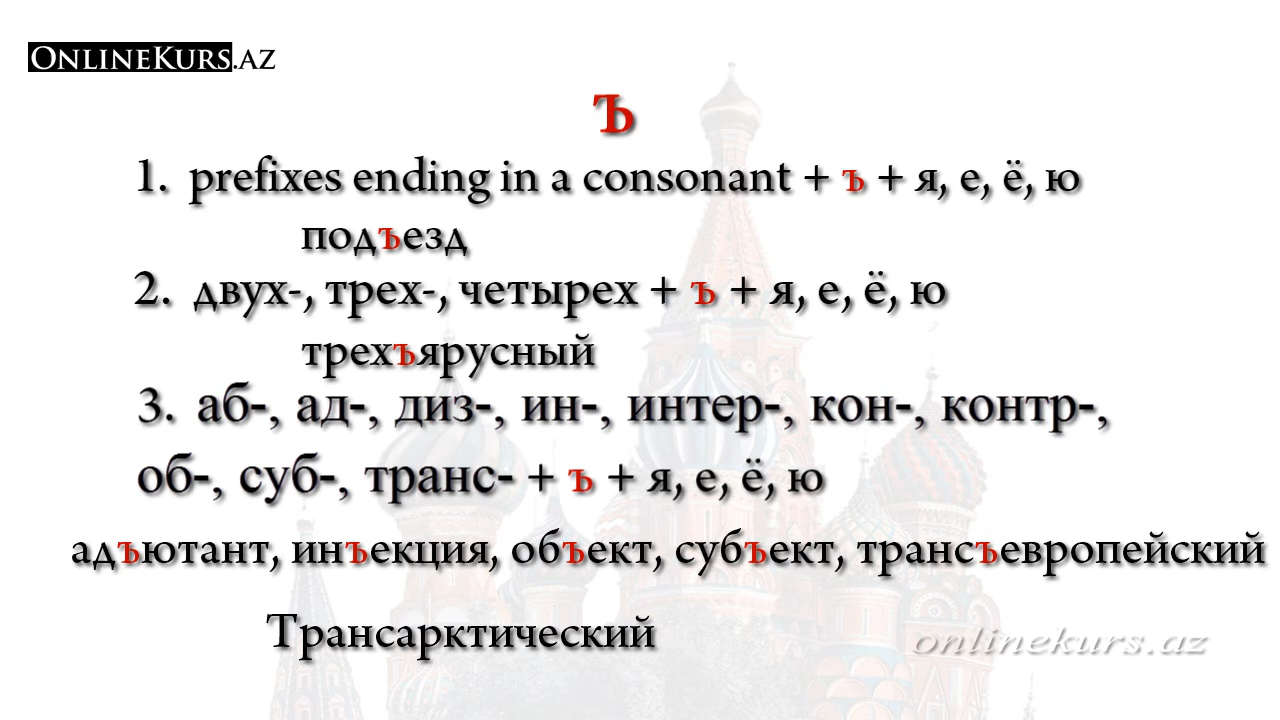 ONLINEKURS.AZ
Ъ
1. prefixes ending in a consonant + ъ + я, е, ё, ю
подъезд
2. двух-, трех-, четырех + ъ + я, е, ё, ю
трехъярусный
3. аб-, ад-, диз-, ин-, интер-, кон-, контр-,
об-, суб-, транс- + ъ + я, е, ё, ю
адъютант, инъекция, объект, субъект, трансъевропейский
Трансарктический
onlinekurs.az